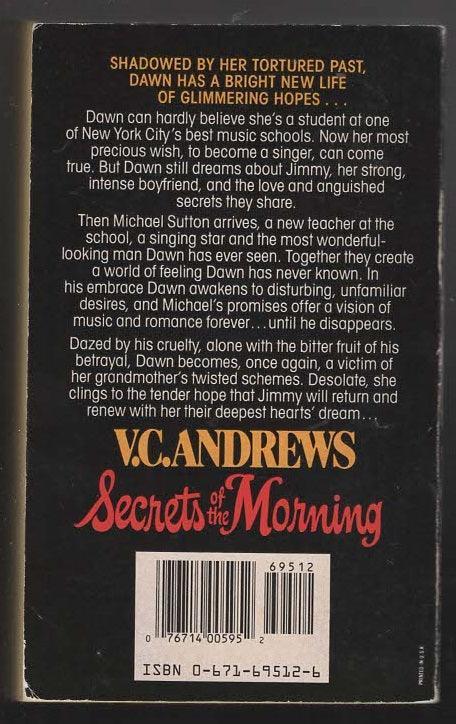 SHADOWED BY HER TORTURED PAST,
DAWN HAS A BRIGHT NEW LIFE
OF GLIMMERING HOPES . . .
Dawn can hardly believe she's a student at one
of New York City's best music schools. Now her most
precious wish, to become a singer, can come
true. But Dawn still dreams about Jimmy, her strong,
intense boyfriend, and the love and anguished
secrets they share.
Then Michael Sutton arrives, a new teacher at the
school, a singing star and the most wonderful-
looking man Dawn has ever seen. Together they create
a world of feeling Dawn has never known. In
his embrace Dawn awakens to disturbing, unfamiliar
desires, and Michael's promises offer a vision of
music and romance forever...until he disappears.
Dazed by his cruelty, alone with the bitter fruit of his
betrayal, Dawn becomes, once again, a victim of
her grandmother's twisted schemes. Desolate, she
clings to the tender hope that Jimmy will return and
renew with her their deepest hearts' dream...
V.C. ANDREWS
Secrets of the Morning
69512
0 76714 00595 2
ISBN 0-671-69512-6
PRINTED IN U.S.A.